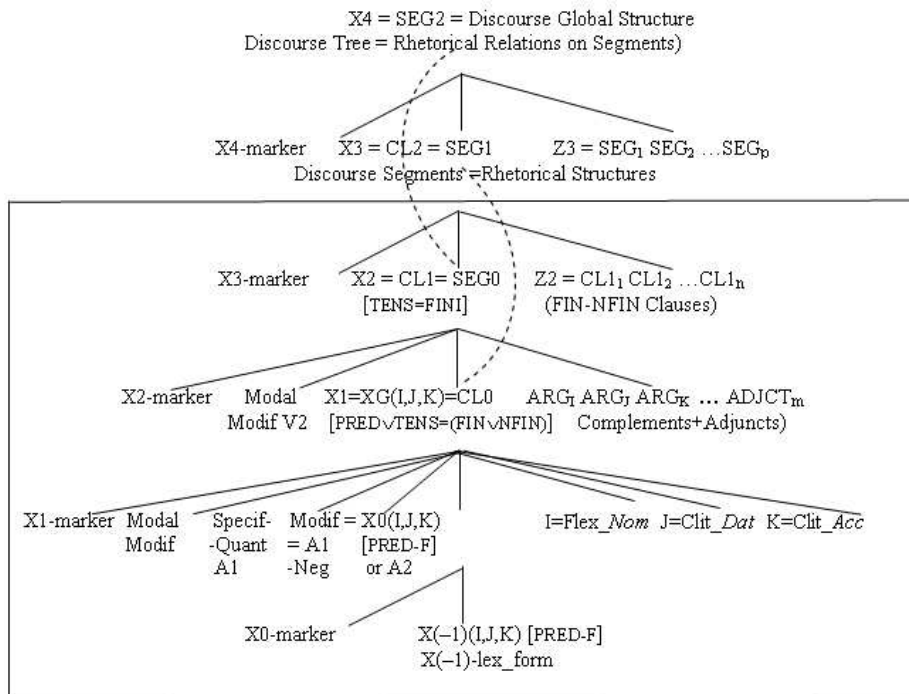 X4 = SEG2 = Discourse Global Structure
Discourse Tree = Rhetorical Relations on Segments)
X4-marker X3 = CL2 = SEG1 Z3 = SEG₁ SEG₂ …SEGₚ
Discourse Segments =Rhetorical Structures
X3-marker X2 = CL1= SEG0 Z2 = CL1₁ CL1₂ …CL1ₙ
[TENS=FINI] (FIN-NFIN Clauses)
X2-marker Modal X1=XG(I,J,K)=CL0 ARG_I ARG_J ARG_K … ADJCTₘ
Modif V2 [PRED∨TENS=(FIN∨NFIN)] Complements+Adjuncts)
X1-marker Modal Specif- Modif = X0(I,J,K) I=Flex_Nom J=Clit_Dat K=Clit_Acc
Modif -Quant = A1 [PRED-F]
A1 -Neg or A2
X0-marker X(−1)(I,J,K) [PRED-F]
X(−1)-lex_form